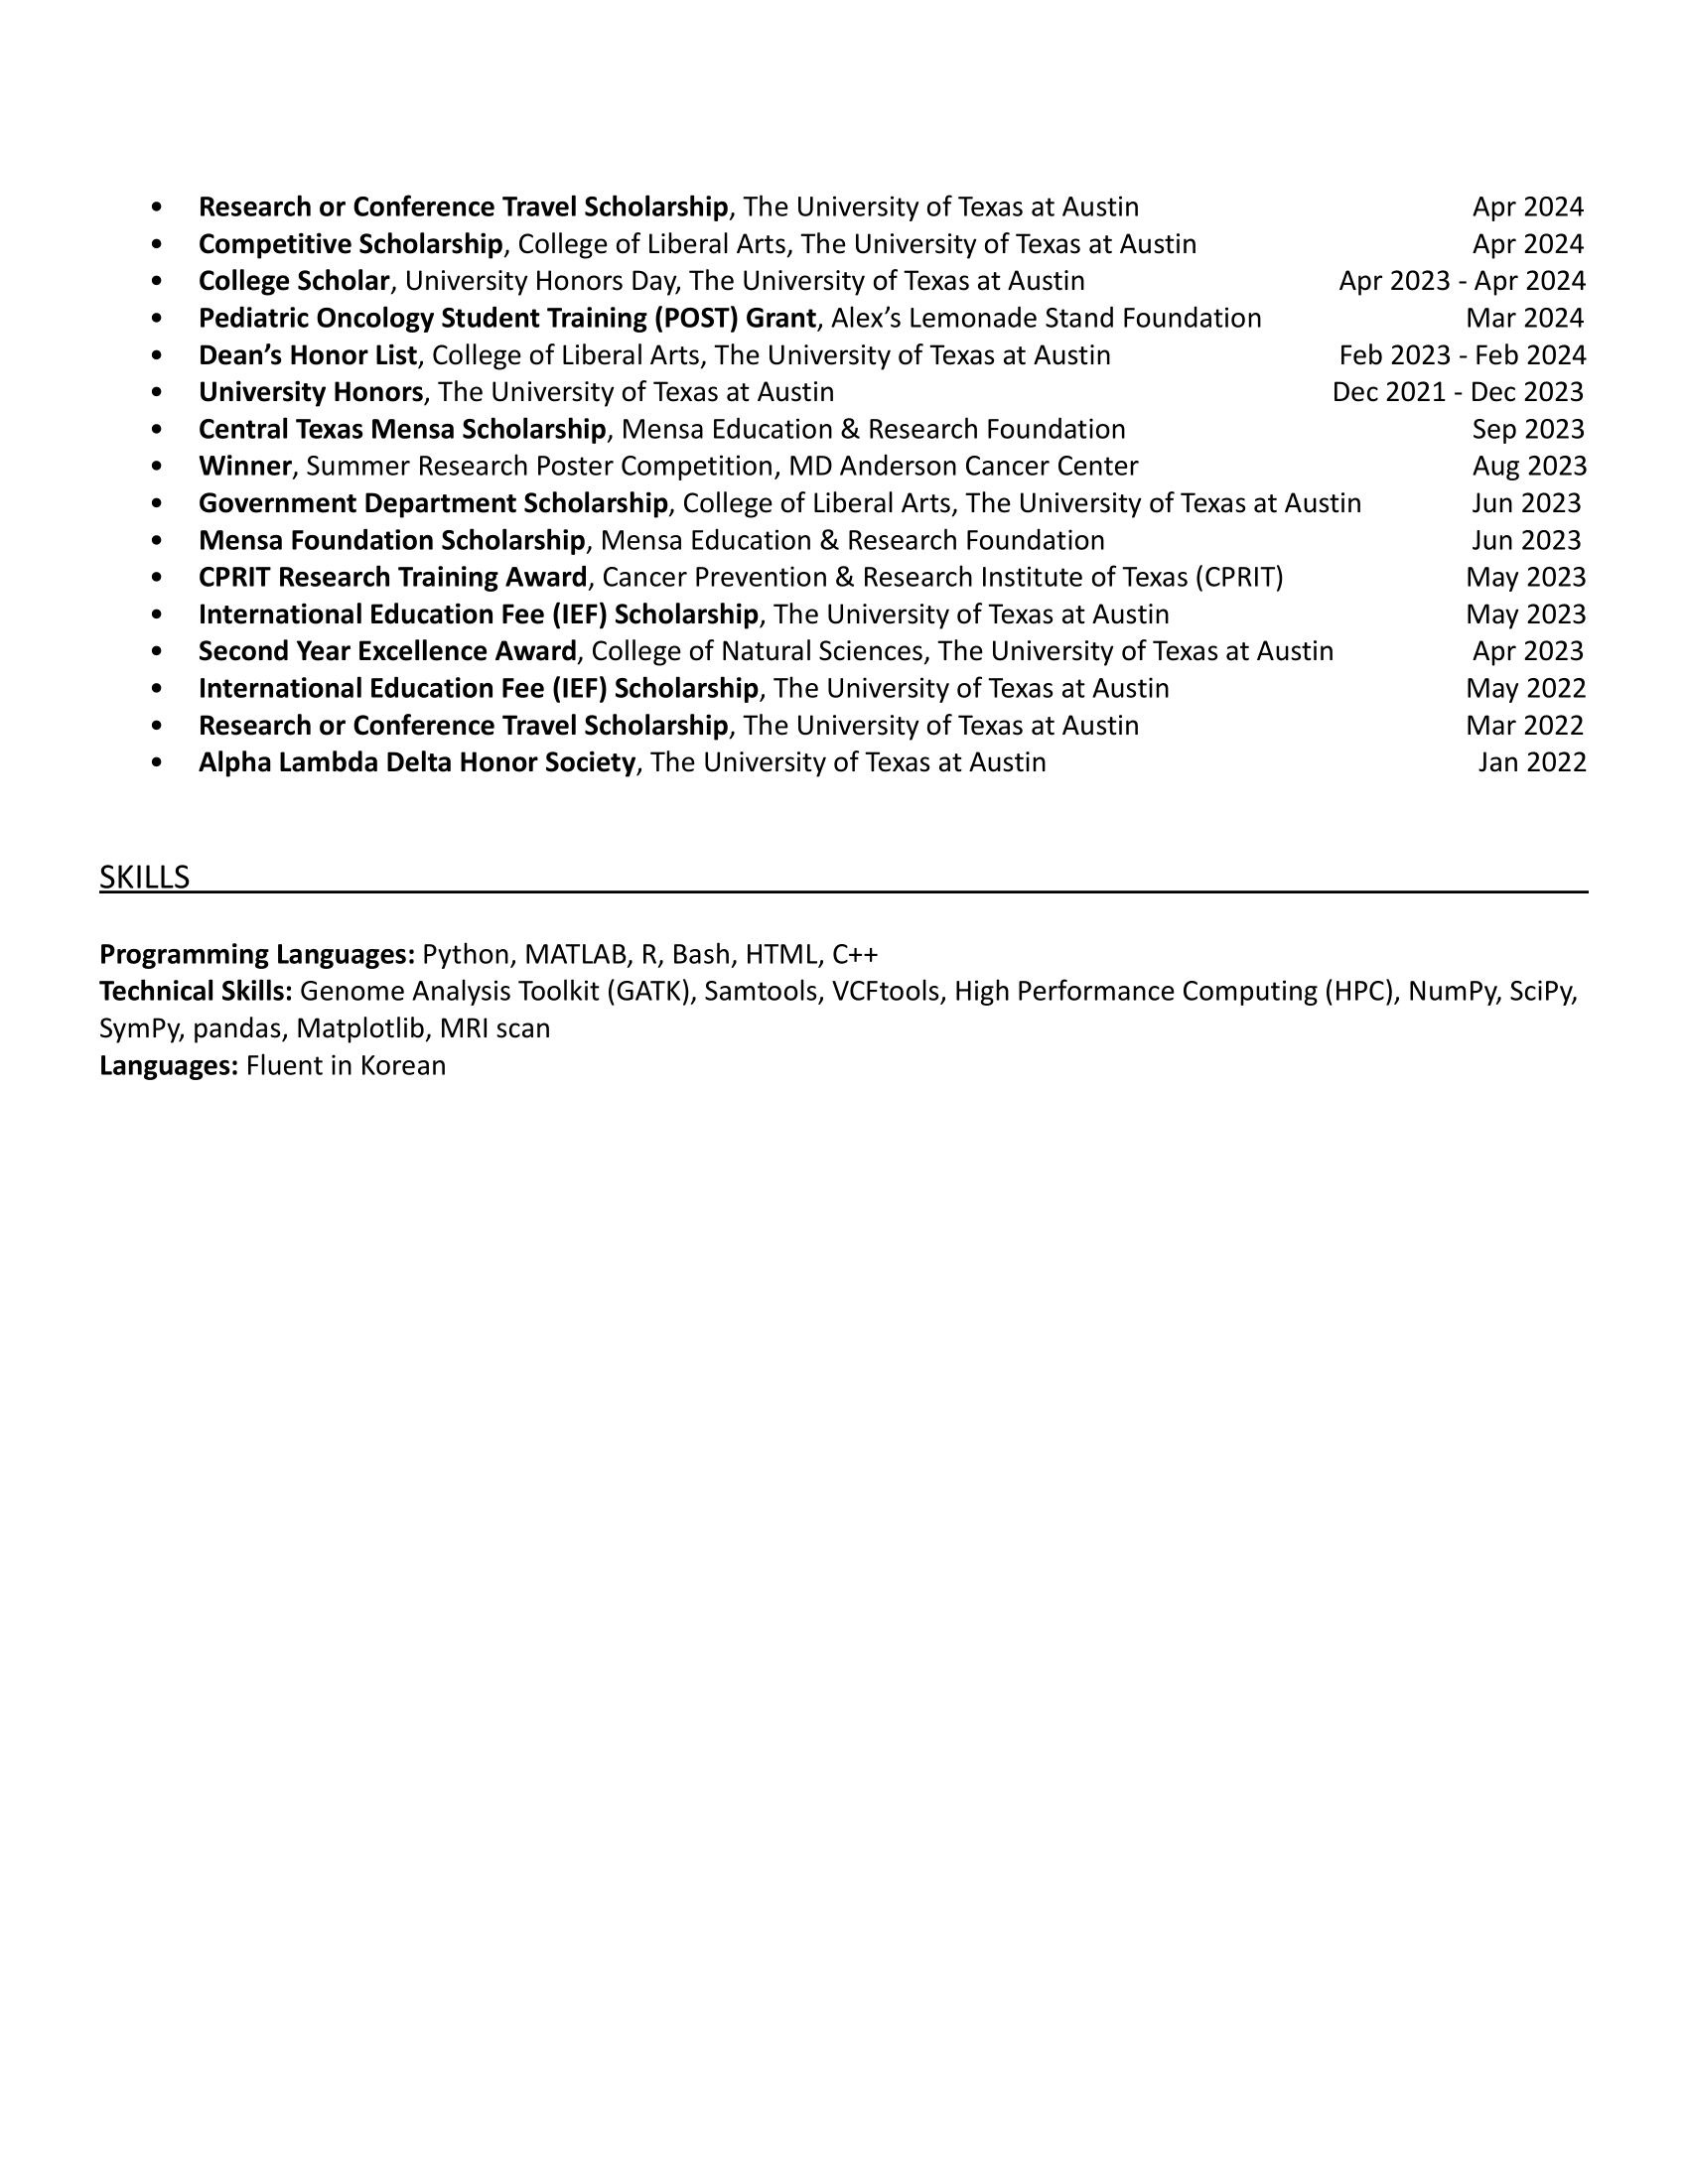 • Research or Conference Travel Scholarship, The University of Texas at Austin Apr 2024
• Competitive Scholarship, College of Liberal Arts, The University of Texas at Austin Apr 2024
• College Scholar, University Honors Day, The University of Texas at Austin Apr 2023 - Apr 2024
• Pediatric Oncology Student Training (POST) Grant, Alex’s Lemonade Stand Foundation Mar 2024
• Dean’s Honor List, College of Liberal Arts, The University of Texas at Austin Feb 2023 - Feb 2024
• University Honors, The University of Texas at Austin Dec 2021 - Dec 2023
• Central Texas Mensa Scholarship, Mensa Education & Research Foundation Sep 2023
• Winner, Summer Research Poster Competition, MD Anderson Cancer Center Aug 2023
• Government Department Scholarship, College of Liberal Arts, The University of Texas at Austin Jun 2023
• Mensa Foundation Scholarship, Mensa Education & Research Foundation Jun 2023
• CPRIT Research Training Award, Cancer Prevention & Research Institute of Texas (CPRIT) May 2023
• International Education Fee (IEF) Scholarship, The University of Texas at Austin May 2023
• Second Year Excellence Award, College of Natural Sciences, The University of Texas at Austin Apr 2023
• International Education Fee (IEF) Scholarship, The University of Texas at Austin May 2022
• Research or Conference Travel Scholarship, The University of Texas at Austin Mar 2022
• Alpha Lambda Delta Honor Society, The University of Texas at Austin Jan 2022
SKILLS
Programming Languages: Python, MATLAB, R, Bash, HTML, C++
Technical Skills: Genome Analysis Toolkit (GATK), Samtools, VCFtools, High Performance Computing (HPC), NumPy, SciPy,
SymPy, pandas, Matplotlib, MRI scan
Languages: Fluent in Korean